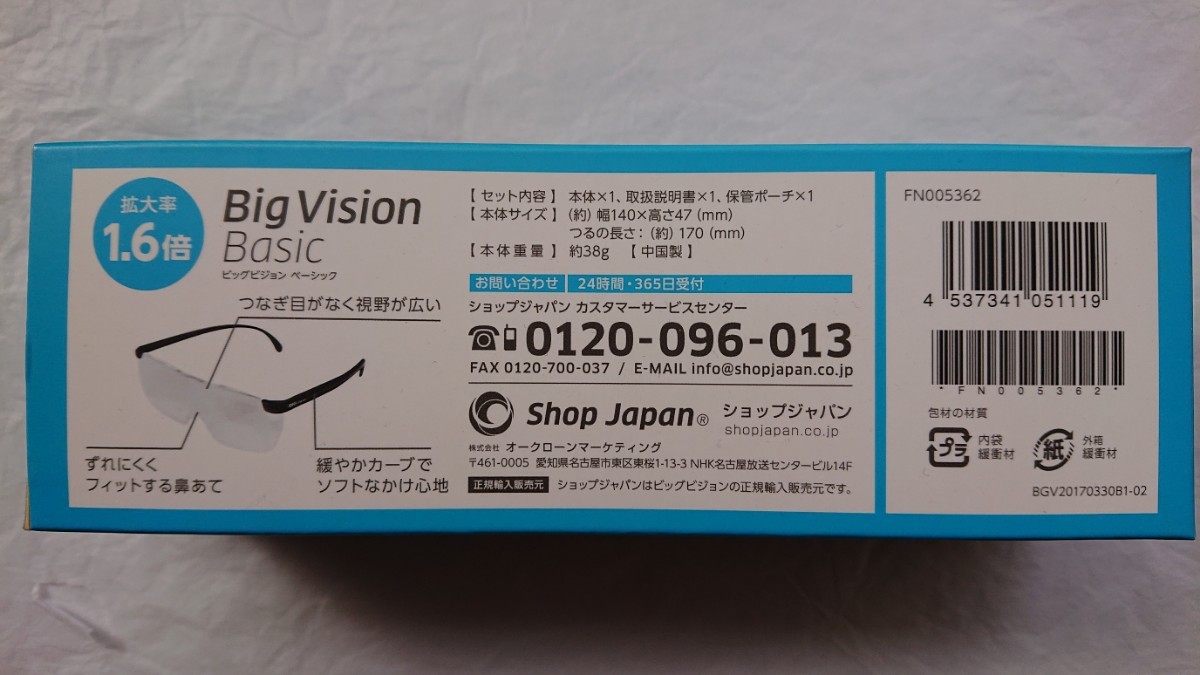 拡大率
1.6倍
Big Vision
Basic
ビッグビジョン ベーシック
つなぎ目がなく視野が広い
ずれにくく
フィットする鼻あて
緩やかカーブで
ソフトなかけ心地
【 セット内容 】 本体×1、取扱説明書×1、保管ポーチ×1
【 本体サイズ 】 (約) 幅140×高さ47 (mm)
つるの長さ: (約) 170 (mm)
【 本体重量 】 約38g 【 中国製 】
お問い合わせ 24時間・365日受付
ショップジャパン カスタマーサービスセンター
0120-096-013
FAX 0120-700-037 / E-MAIL info@shopjapan.co.jp
Shop Japan® ショップジャパン
shopjapan.co.jp
株式会社 オークローンマーケティング
〒461-0005 愛知県名古屋市東区東桜1-13-3 NHK名古屋放送センタービル14F
正規輸入販売元 ショップジャパンはビッグビジョンの正規輸入販売元です。
FN005362
4 537341 051119
*FN005362*
包材の材質
プラ 内袋
緩衝材
紙 外箱
緩衝材
BGV20170330B1-02